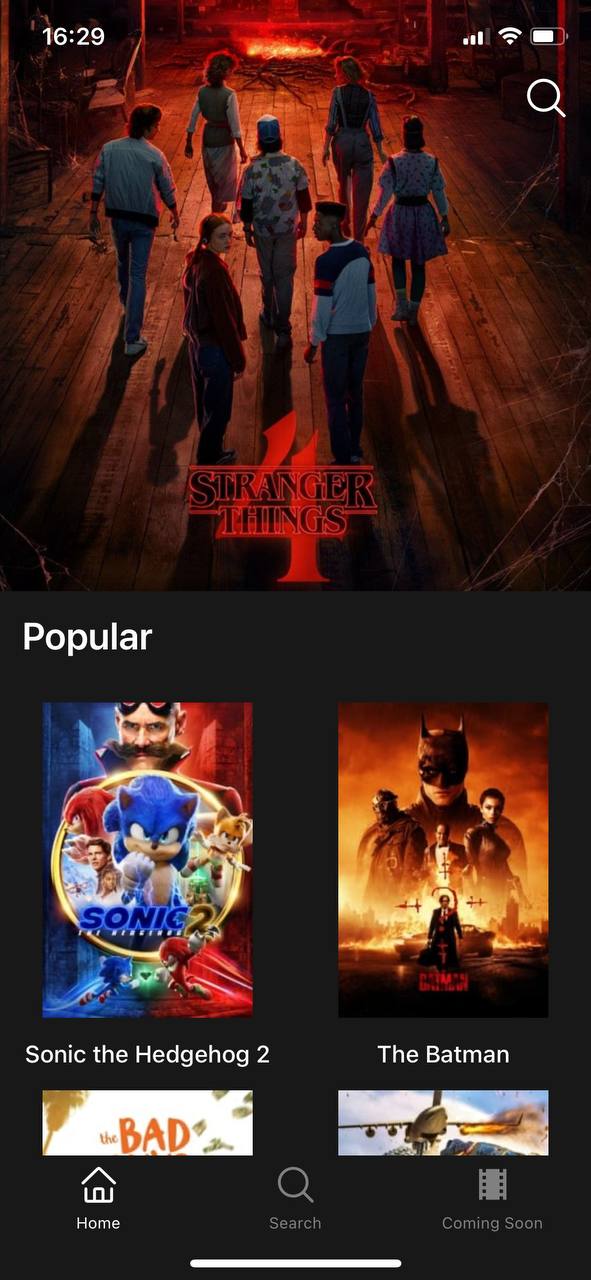 16:29
4
STRANGER
THINGS
Popular
SONIC 2
THE HEDGEHOG
BATMAN
Sonic the Hedgehog 2
The Batman
the BAD
Home
Search
Coming Soon